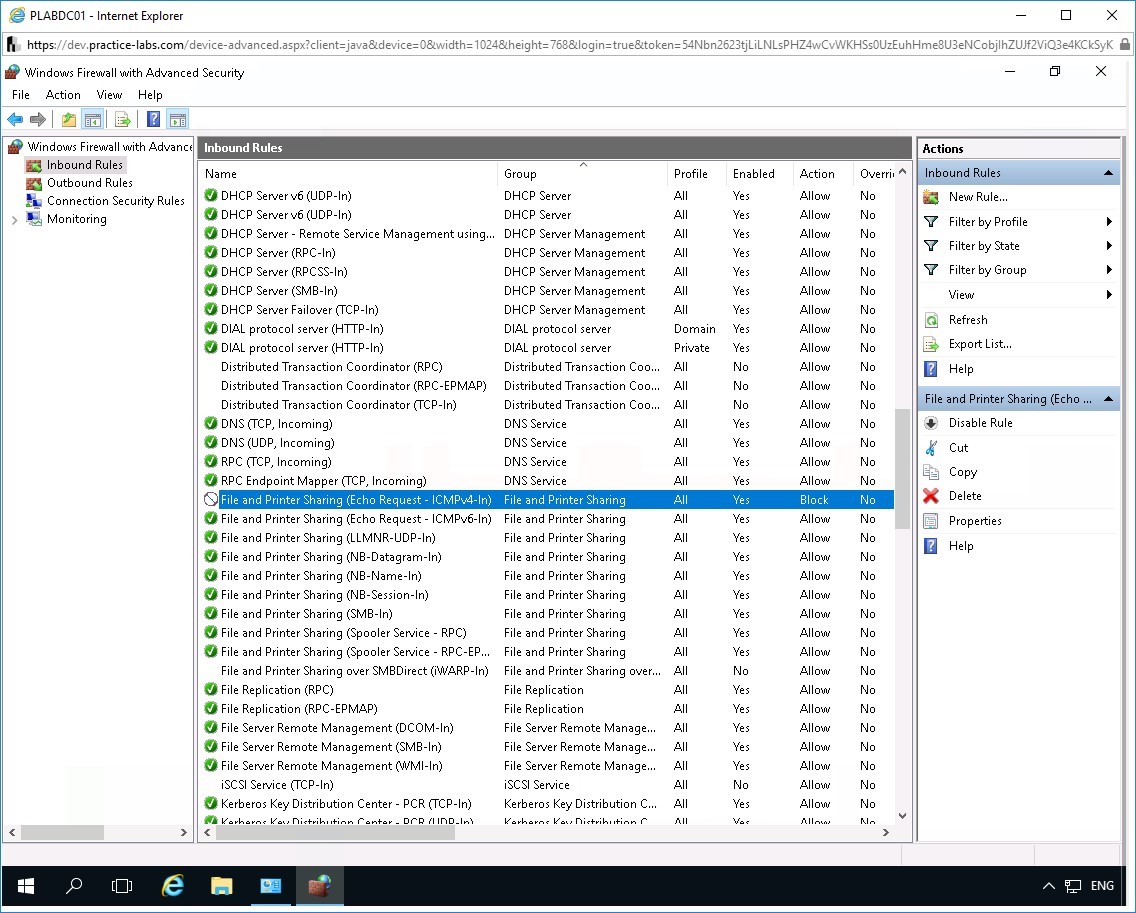 PLABDC01 - Internet Explorer
https://dev.practice-labs.com/device-advanced.aspx?client=java&device=0&width=1024&height=768&login=true&token=54Nbn2623tjLiLNLsPHZ4wCvWKHSs0UzEuhHme8U3eNCobjlhZUJf2ViQ3e4KCkSyK
Windows Firewall with Advanced Security
File Action View Help
Windows Firewall with Advance
Inbound Rules
Outbound Rules
Connection Security Rules
Monitoring
Inbound Rules
Name Group Profile Enabled Action Overri
DHCP Server v6 (UDP-In) DHCP Server All Yes Allow No
DHCP Server v6 (UDP-In) DHCP Server All Yes Allow No
DHCP Server - Remote Service Management using... DHCP Server Management All Yes Allow No
DHCP Server (RPC-In) DHCP Server Management All Yes Allow No
DHCP Server (RPCSS-In) DHCP Server Management All Yes Allow No
DHCP Server (SMB-In) DHCP Server Management All Yes Allow No
DHCP Server Failover (TCP-In) DHCP Server Management All Yes Allow No
DIAL protocol server (HTTP-In) DIAL protocol server Domain Yes Allow No
DIAL protocol server (HTTP-In) DIAL protocol server Private Yes Allow No
Distributed Transaction Coordinator (RPC) Distributed Transaction Coo... All No Allow No
Distributed Transaction Coordinator (RPC-EPMAP) Distributed Transaction Coo... All No Allow No
Distributed Transaction Coordinator (TCP-In) Distributed Transaction Coo... All No Allow No
DNS (TCP, Incoming) DNS Service All Yes Allow No
DNS (UDP, Incoming) DNS Service All Yes Allow No
RPC (TCP, Incoming) DNS Service All Yes Allow No
RPC Endpoint Mapper (TCP, Incoming) DNS Service All Yes Allow No
File and Printer Sharing (Echo Request - ICMPv4-In) File and Printer Sharing All Yes Block No
File and Printer Sharing (Echo Request - ICMPv6-In) File and Printer Sharing All Yes Allow No
File and Printer Sharing (LLMNR-UDP-In) File and Printer Sharing All Yes Allow No
File and Printer Sharing (NB-Datagram-In) File and Printer Sharing All Yes Allow No
File and Printer Sharing (NB-Name-In) File and Printer Sharing All Yes Allow No
File and Printer Sharing (NB-Session-In) File and Printer Sharing All Yes Allow No
File and Printer Sharing (SMB-In) File and Printer Sharing All Yes Allow No
File and Printer Sharing (Spooler Service - RPC) File and Printer Sharing All Yes Allow No
File and Printer Sharing (Spooler Service - RPC-EP... File and Printer Sharing All Yes Allow No
File and Printer Sharing over SMBDirect (iWARP-In) File and Printer Sharing over... All No Allow No
File Replication (RPC) File Replication All Yes Allow No
File Replication (RPC-EPMAP) File Replication All Yes Allow No
File Server Remote Management (DCOM-In) File Server Remote Manage... All Yes Allow No
File Server Remote Management (SMB-In) File Server Remote Manage... All Yes Allow No
File Server Remote Management (WMI-In) File Server Remote Manage... All Yes Allow No
iSCSI Service (TCP-In) iSCSI Service All No Allow No
Kerberos Key Distribution Center - PCR (TCP-In) Kerberos Key Distribution C... All Yes Allow No
Kerberos Key Distribution Center - PCR (UDP-In) Kerberos Key Distribution C... All Yes Allow No
Actions
Inbound Rules
New Rule...
Filter by Profile
Filter by State
Filter by Group
View
Refresh
Export List...
Help
File and Printer Sharing (Echo ...
Disable Rule
Cut
Copy
Delete
Properties
Help
ENG